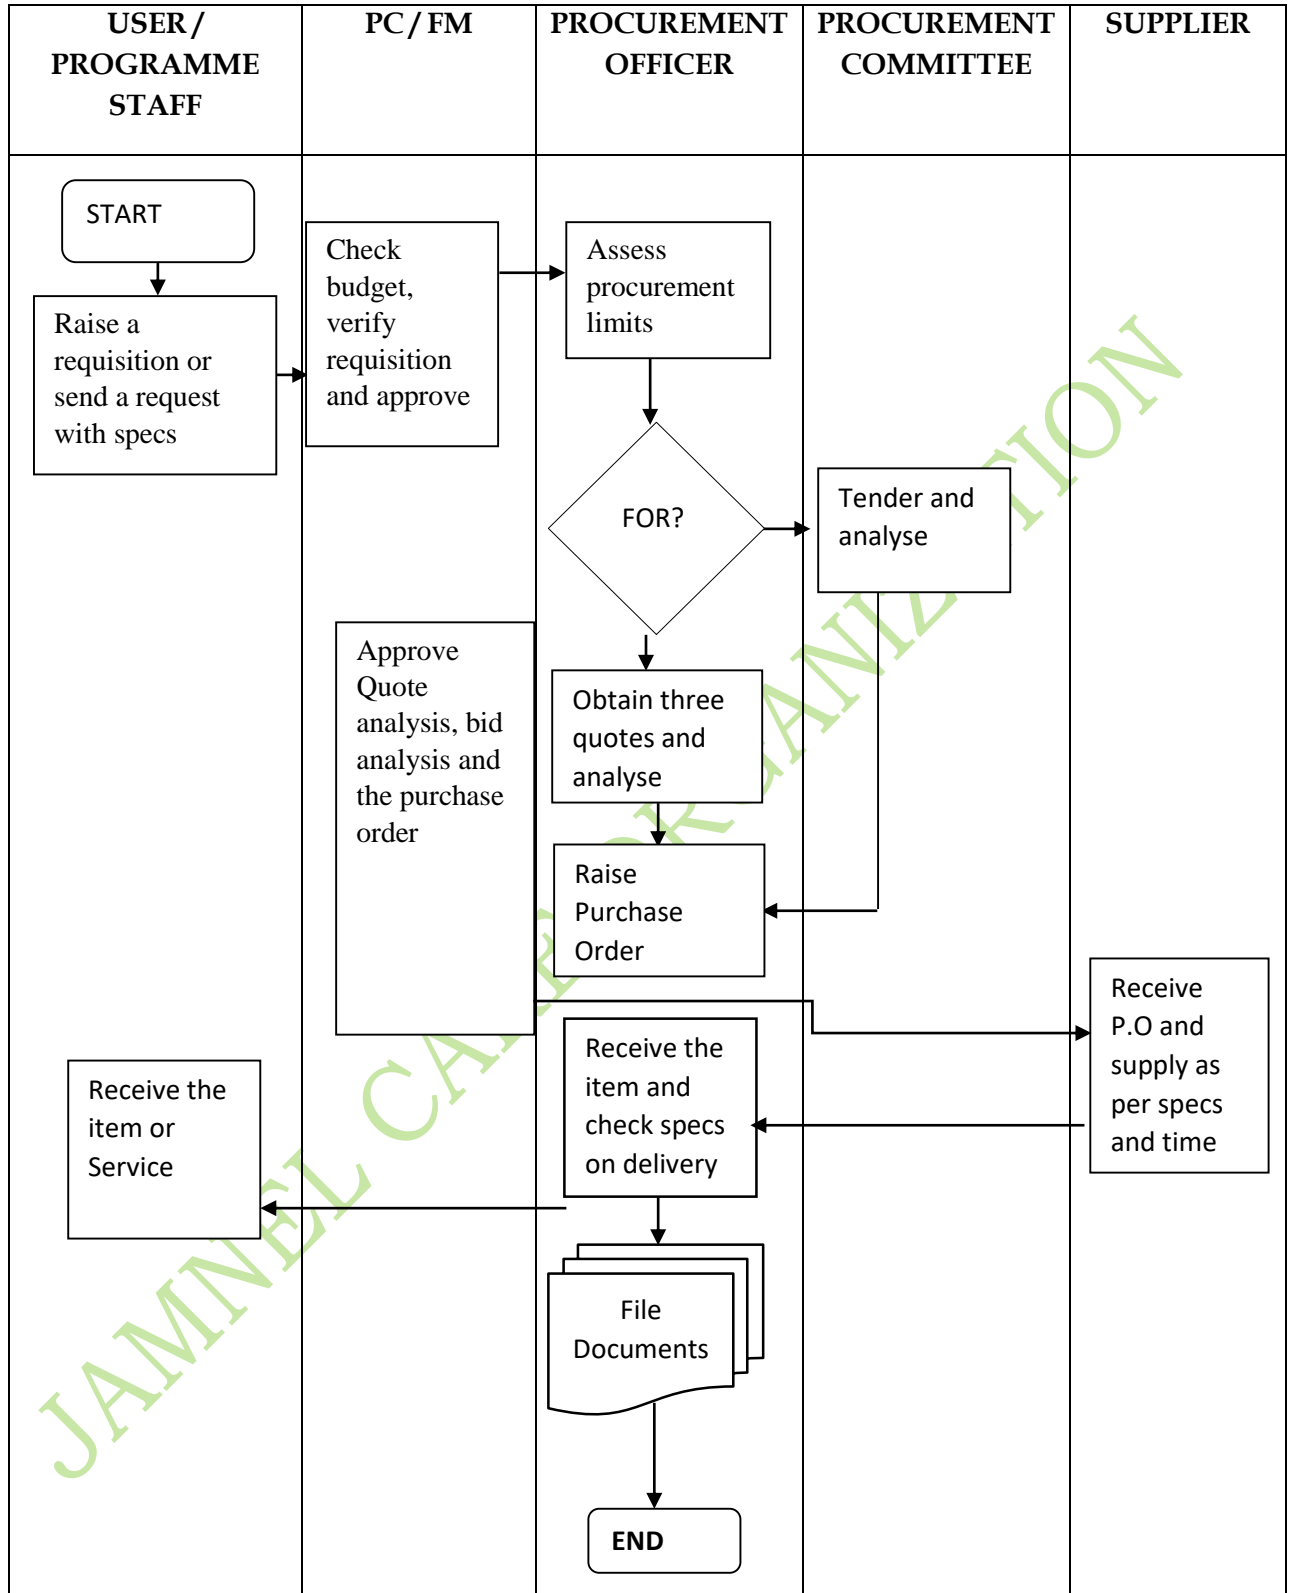 USER /
PROGRAMME
STAFF
PC / FM
PROCUREMENT
OFFICER
PROCUREMENT
COMMITTEE
SUPPLIER
START
Raise a
requisition or
send a request
with specs
Check
budget,
verify
requisition
and approve
Assess
procurement
limits
FOR?
Tender and
analyse
Approve
Quote
analysis, bid
analysis and
the purchase
order
Obtain three
quotes and
analyse
Raise
Purchase
Order
Receive
P.O and
supply as
per specs
and time
Receive the
item and
check specs
on delivery
Receive the
item or
Service
File
Documents
END